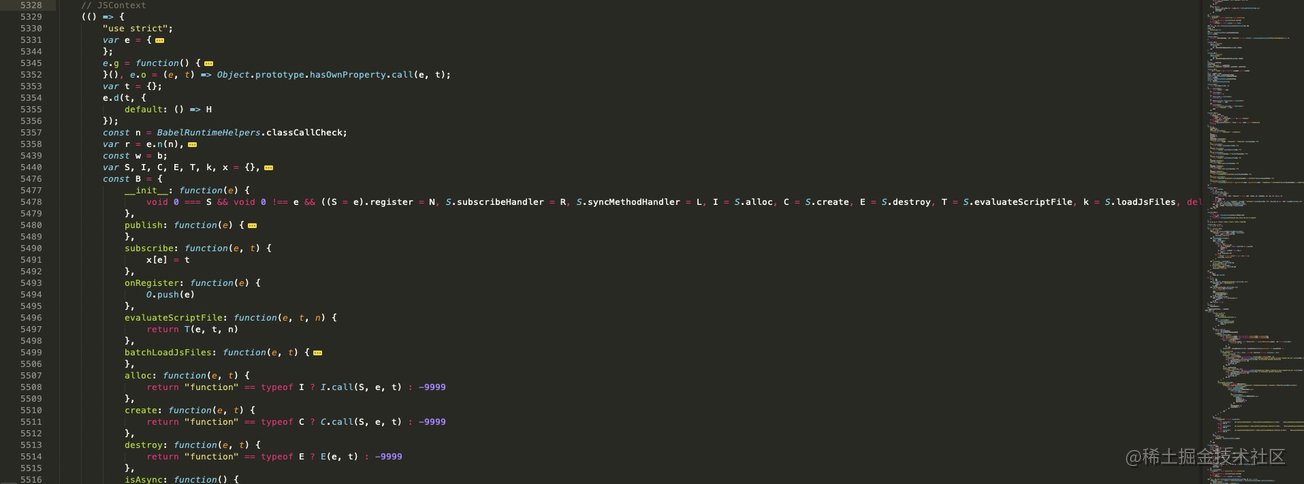 5328 // JSContext
5329 (() => {
5330 "use strict";
5331 var e = {
5344 };
5345 e.g = function() {
5352 }(), e.o = (e, t) => Object.prototype.hasOwnProperty.call(e, t);
5353 var t = {};
5354 e.d(t, {
5355 default: () => H
5356 });
5357 const n = BabelRuntimeHelpers.classCallCheck;
5358 var r = e.n(n),
5439 const w = b;
5440 var S, I, C, E, T, k, x = {},
5476 const B = {
5477 __init__: function(e) {
5478 void 0 === S && void 0 !== e && ((S = e).register = N, S.subscribeHandler = R, S.syncMethodHandler = L, I = S.alloc, C = S.create, E = S.destroy, T = S.evaluateScriptFile, k = S.loadJsFiles, del
5479 },
5480 publish: function(e) {
5489 },
5490 subscribe: function(e, t) {
5491 x[e] = t
5492 },
5493 onRegister: function(e) {
5494 O.push(e)
5495 },
5496 evaluateScriptFile: function(e, t, n) {
5497 return T(e, t, n)
5498 },
5499 batchLoadJsFiles: function(e, t) {
5506 },
5507 alloc: function(e, t) {
5508 return "function" == typeof I ? I.call(S, e, t) : -9999
5509 },
5510 create: function(e, t) {
5511 return "function" == typeof C ? C.call(S, e, t) : -9999
5512 },
5513 destroy: function(e, t) {
5514 return "function" == typeof E ? E(e, t) : -9999
5515 },
5516 isAsync: function() {
@稀土掘金技术社区